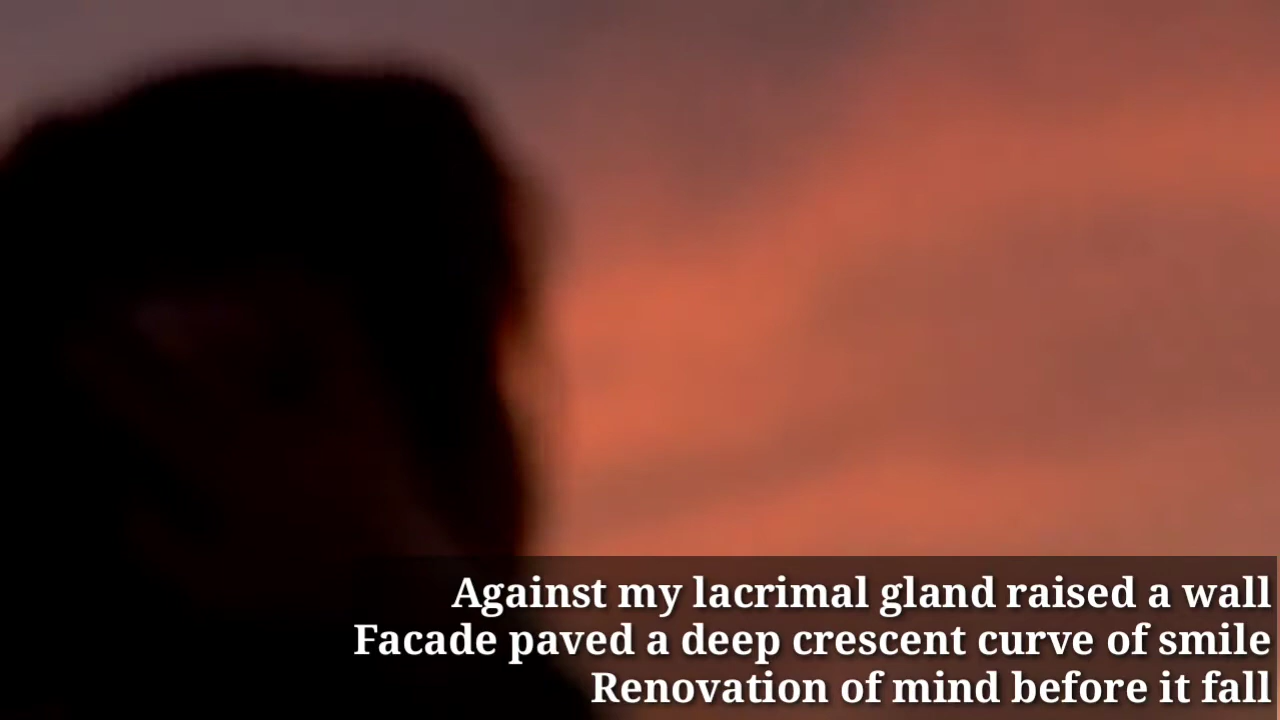 Against my lacrimal gland raised a wall
Facade paved a deep crescent curve of smile
Renovation of mind before it fall